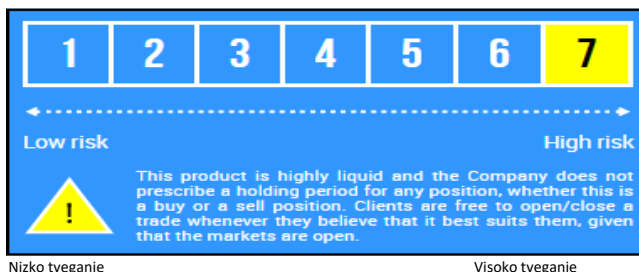 1 2 3 4 5 6 7
Low risk High risk
This product is highly liquid and the Company does not
prescribe a holding period for any position, whether this is
a buy or a sell position. Clients are free to open/close a
trade whenever they believe that it best suits them, given
that the markets are open.
!
Nizko tveganje Visoko tveganje